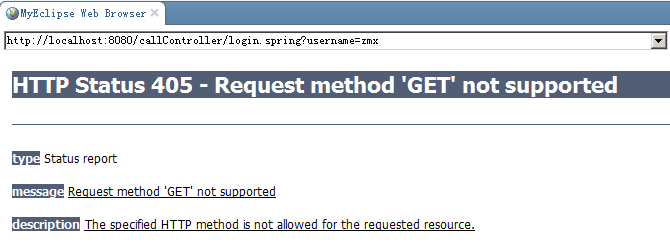 MyEclipse Web Browser
http://localhost:8080/callController/login.spring?username=zmx
HTTP Status 405 - Request method 'GET' not supported
type Status report
message Request method 'GET' not supported
description The specified HTTP method is not allowed for the requested resource.